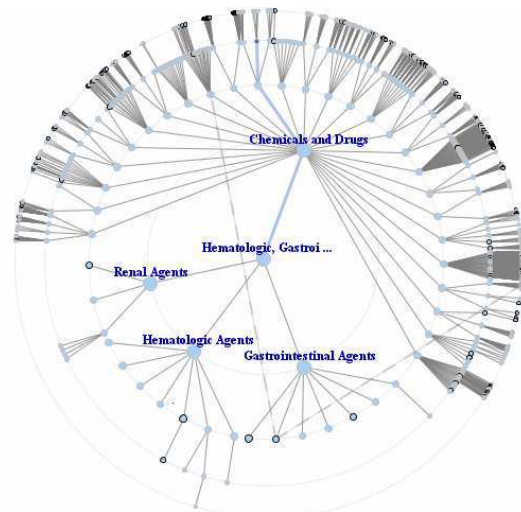 Chemicals and Drugs
Hematologic, Gastroi ...
Renal Agents
Hematologic Agents
Gastrointestinal Agents